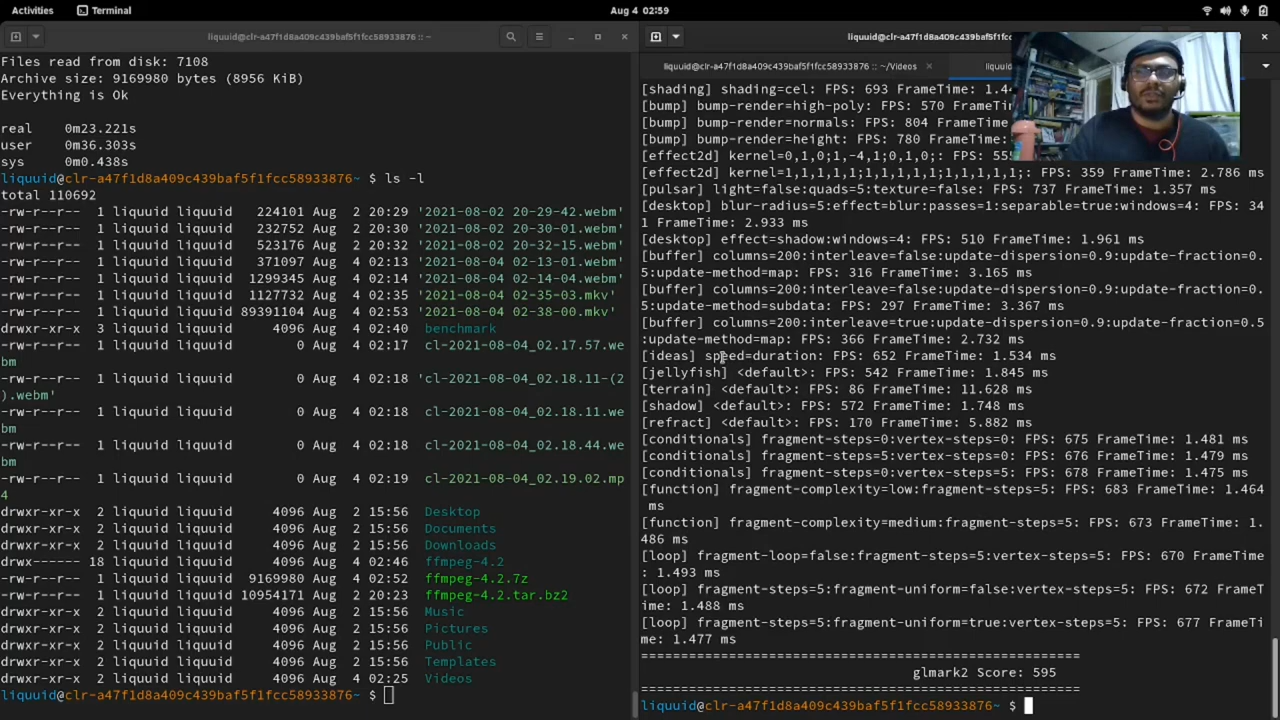 Activities
Terminal
Aug 4 02:59
liquuid@clr-a47f1d8a409c439baf5f1fcc58933876:: ~
Files read from disk: 7108
Archive size: 9169980 bytes (8956 KiB)
Everything is Ok
real 0m23.221s
user 0m36.303s
sys 0m0.438s
liquuid@clr-a47f1d8a409c439baf5f1fcc58933876~ $ ls -l
total 110692
-rw-r--r-- 1 liquuid liquuid 224101 Aug 2 20:29 '2021-08-02 20-29-42.webm'
-rw-r--r-- 1 liquuid liquuid 232752 Aug 2 20:30 '2021-08-02 20-30-01.webm'
-rw-r--r-- 1 liquuid liquuid 523176 Aug 2 20:32 '2021-08-02 20-32-15.webm'
-rw-r--r-- 1 liquuid liquuid 371097 Aug 4 02:13 '2021-08-04 02-13-01.webm'
-rw-r--r-- 1 liquuid liquuid 1299345 Aug 4 02:14 '2021-08-04 02-14-04.webm'
-rw-r--r-- 1 liquuid liquuid 1127732 Aug 4 02:35 '2021-08-04 02-35-03.mkv'
-rw-r--r-- 1 liquuid liquuid 89391104 Aug 4 02:53 '2021-08-04 02-38-00.mkv'
drwxr-xr-x 3 liquuid liquuid 4096 Aug 4 02:40 benchmark
-rw-r--r-- 1 liquuid liquuid 0 Aug 4 02:17 cl-2021-08-04_02.17.57.we
bm
-rw-r--r-- 1 liquuid liquuid 0 Aug 4 02:18 'cl-2021-08-04_02.18.11-(2
).webm'
-rw-r--r-- 1 liquuid liquuid 0 Aug 4 02:18 cl-2021-08-04_02.18.11.we
bm
-rw-r--r-- 1 liquuid liquuid 0 Aug 4 02:18 cl-2021-08-04_02.18.44.we
bm
-rw-r--r-- 1 liquuid liquuid 0 Aug 4 02:18 cl-2021-08-04_02.19.02.mp
4
drwxr-xr-x 2 liquuid liquuid 4096 Aug 2 15:56 Desktop
drwxr-xr-x 2 liquuid liquuid 4096 Aug 2 15:56 Documents
drwxr-xr-x 2 liquuid liquuid 4096 Aug 2 15:56 Downloads
drwx------ 18 liquuid liquuid 4096 Aug 4 02:46 ffmpeg-4.2
-rw-r--r-- 1 liquuid liquuid 9169980 Aug 4 02:52 ffmpeg-4.2.7z
-rw-r--r-- 1 liquuid liquuid 10954171 Aug 2 20:23 ffmpeg-4.2.tar.bz2
drwxr-xr-x 2 liquuid liquuid 4096 Aug 2 15:56 Music
drwxr-xr-x 2 liquuid liquuid 4096 Aug 2 15:56 Pictures
drwxr-xr-x 2 liquuid liquuid 4096 Aug 2 15:56 Public
drwxr-xr-x 2 liquuid liquuid 4096 Aug 2 15:56 Templates
drwxr-xr-x 2 liquuid liquuid 4096 Aug 4 02:25 Videos
liquuid@clr-a47f1d8a409c439baf5f1fcc58933876~ $
liquuid@clr-a47f1d8a409c439baf5f1fcc
liquuid@clr-a47f1d8a409c439baf5f1fcc58933876:: ~/Videos
liquuid
[shading] shading=cel: FPS: 693 FrameTime: 1.4
[bump] bump-render=high-poly: FPS: 570
[bump] bump-render=normals: FPS: 804
[bump] bump-render=height: FPS: 780
[effect2d] kernel=0,1,0;1,-4,1;0,1,0;: FPS: 555
[effect2d] kernel=1,1,1,1,1;1,1,1,1,1;1,1,1,1,1;: FPS: 359 FrameTime: 2.786 ms
[pulsar] light=false:quads=5:texture=false: FPS: 737 FrameTime: 1.357 ms
[desktop] blur-radius=5:effect=blur:passes=1:separable=true:windows=4: FPS: 34
1 FrameTime: 2.933 ms
[desktop] effect=shadow:windows=4: FPS: 510 FrameTime: 1.961 ms
[buffer] columns=200:interleave=false:update-dispersion=0.9:update-fraction=0.
5:update-method=map: FPS: 316 FrameTime: 3.165 ms
[buffer] columns=200:interleave=false:update-dispersion=0.9:update-fraction=0.
5:update-method=subdata: FPS: 297 FrameTime: 3.367 ms
[buffer] columns=200:interleave=true:update-dispersion=0.9:update-fraction=0.5
:update-method=map: FPS: 366 FrameTime: 2.732 ms
[ideas] speed=duration: FPS: 652 FrameTime: 1.534 ms
[jellyfish] <default>: FPS: 542 FrameTime: 1.845 ms
[terrain] <default>: FPS: 86 FrameTime: 11.628 ms
[shadow] <default>: FPS: 572 FrameTime: 1.748 ms
[refract] <default>: FPS: 170 FrameTime: 5.882 ms
[conditionals] fragment-steps=0:vertex-steps=0: FPS: 675 FrameTime: 1.481 ms
[conditionals] fragment-steps=5:vertex-steps=0: FPS: 676 FrameTime: 1.479 ms
[conditionals] fragment-steps=0:vertex-steps=5: FPS: 678 FrameTime: 1.475 ms
[function] fragment-complexity=low:fragment-steps=5: FPS: 683 FrameTime: 1.464
ms
[function] fragment-complexity=medium:fragment-steps=5: FPS: 673 FrameTime: 1.
486 ms
[loop] fragment-loop=false:fragment-steps=5:vertex-steps=5: FPS: 670 FrameTime
: 1.493 ms
[loop] fragment-steps=5:fragment-uniform=false:vertex-steps=5: FPS: 672 FrameT
ime: 1.488 ms
[loop] fragment-steps=5:fragment-uniform=true:vertex-steps=5: FPS: 677 FrameTi
me: 1.477 ms
=======================================================
glmark2 Score: 595
=======================================================
liquuid@clr-a47f1d8a409c439baf5f1fcc58933876~ $